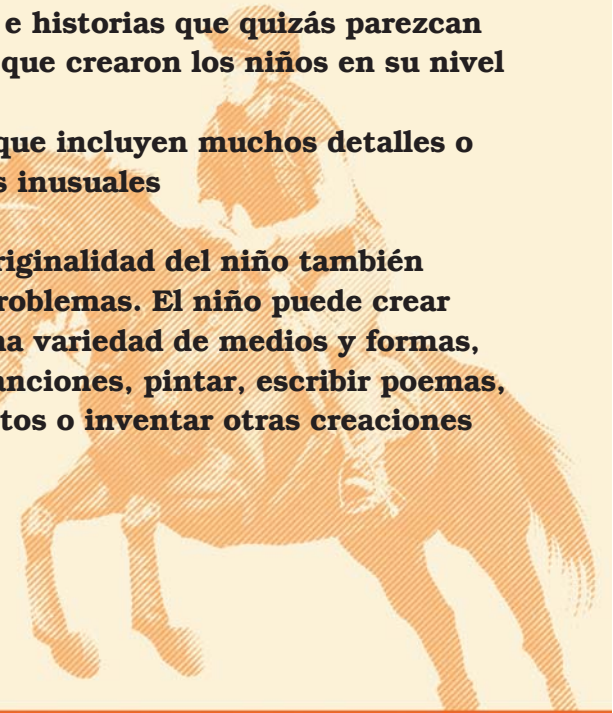 e historias que quizás parezcan
que crearon los niños en su nivel
que incluyen muchos detalles o
s inusuales
riginalidad del niño también
roblemas. El niño puede crear
na variedad de medios y formas,
anciones, pintar, escribir poemas,
tos o inventar otras creaciones